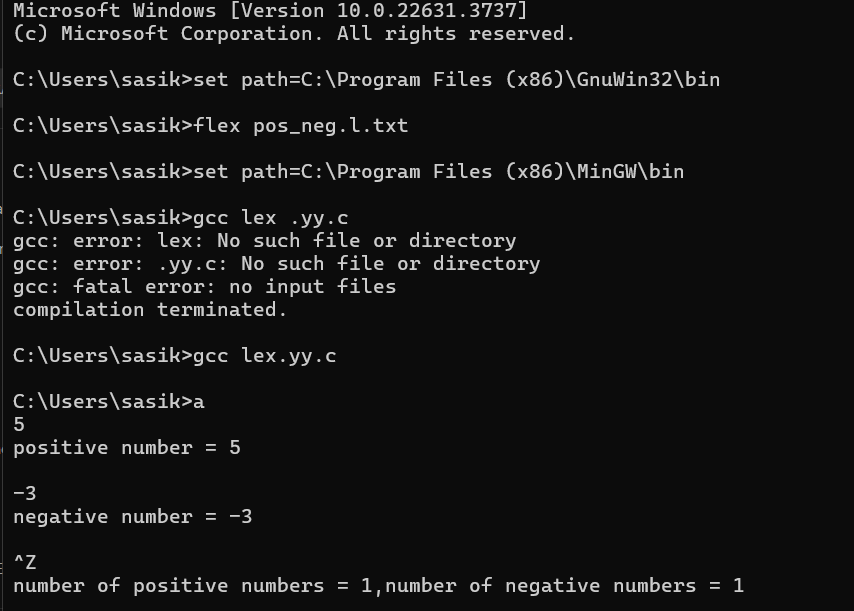 Microsoft Windows [Version 10.0.22631.3737]
(c) Microsoft Corporation. All rights reserved.
C:\Users\sasik>set path=C:\Program Files (x86)\GnuWin32\bin
C:\Users\sasik>flex pos_neg.l.txt
C:\Users\sasik>set path=C:\Program Files (x86)\MinGW\bin
C:\Users\sasik>gcc lex .yy.c
gcc: error: lex: No such file or directory
gcc: error: .yy.c: No such file or directory
gcc: fatal error: no input files
compilation terminated.
C:\Users\sasik>gcc lex.yy.c
C:\Users\sasik>a
5
positive number = 5
-3
negative number = -3
^Z
number of positive numbers = 1,number of negative numbers = 1